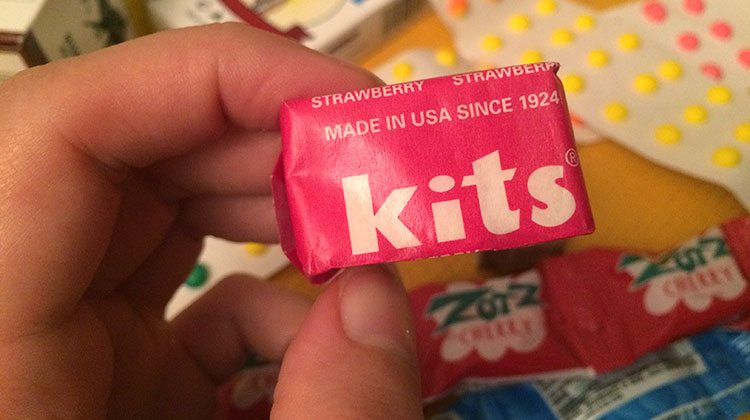 STRAWBERRY STRAWBERR
MADE IN USA SINCE 1924
kits®
ZOTZ
CHERRY
ZOTZ
CHERRY